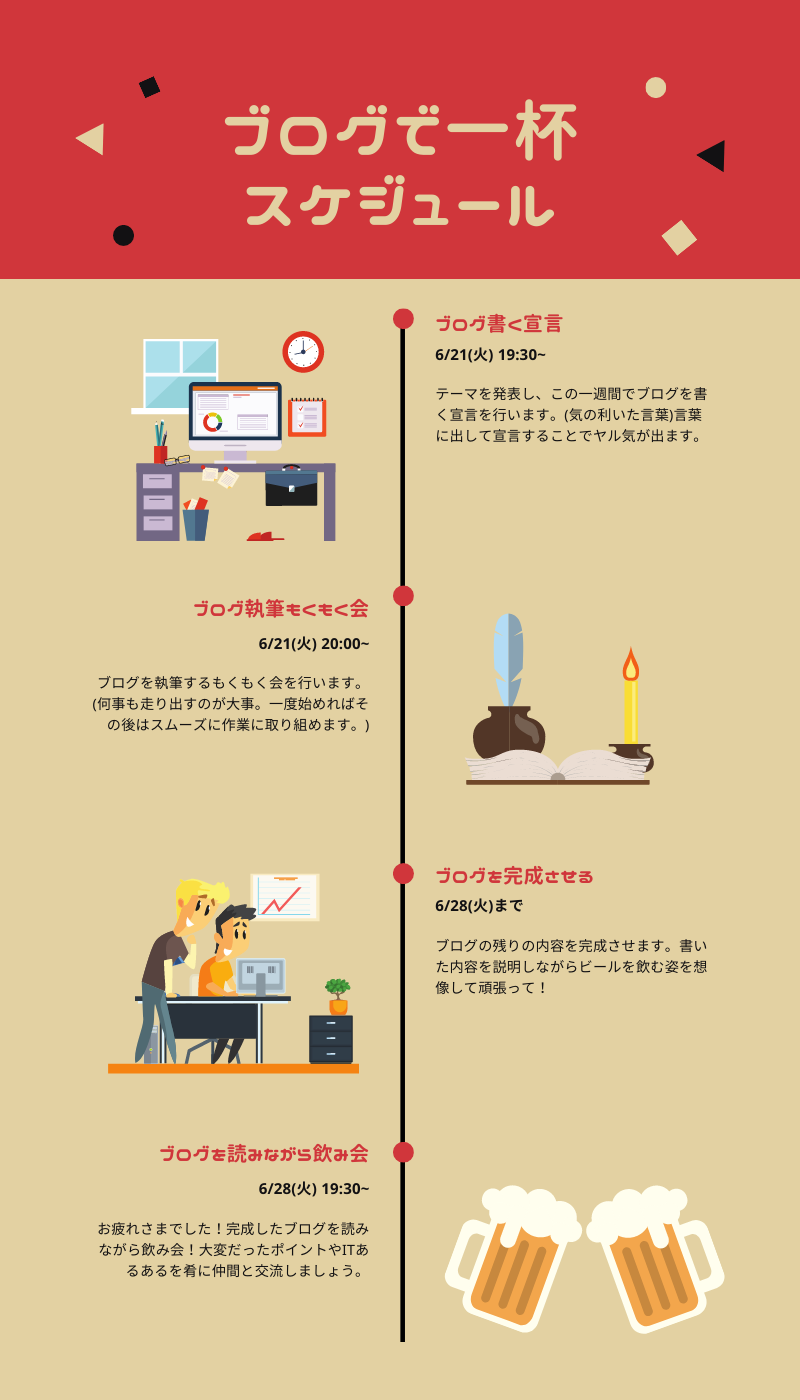 ブログで一杯
スケジュール
ブログ書く宣言
6/21(火) 19:30~
テーマを発表し、この一週間でブログを書
く宣言を行います。(気の利いた言葉)言葉
に出して宣言することでヤル気が出ます。
ブログ執筆もくもく会
6/21(火) 20:00~
ブログを執筆するもくもく会を行います。
(何事も走り出すのが大事。一度始めればそ
の後はスムーズに作業に取り組めます。)
ブログを完成させる
6/28(火)まで
ブログの残りの内容を完成させます。書い
た内容を説明しながらビールを飲む姿を想
像して頑張って！
ブログを読みながら飲み会
6/28(火) 19:30~
お疲れさまでした！完成したブログを読み
ながら飲み会！大変だったポイントやITあ
るあるを肴に仲間と交流しましょう。